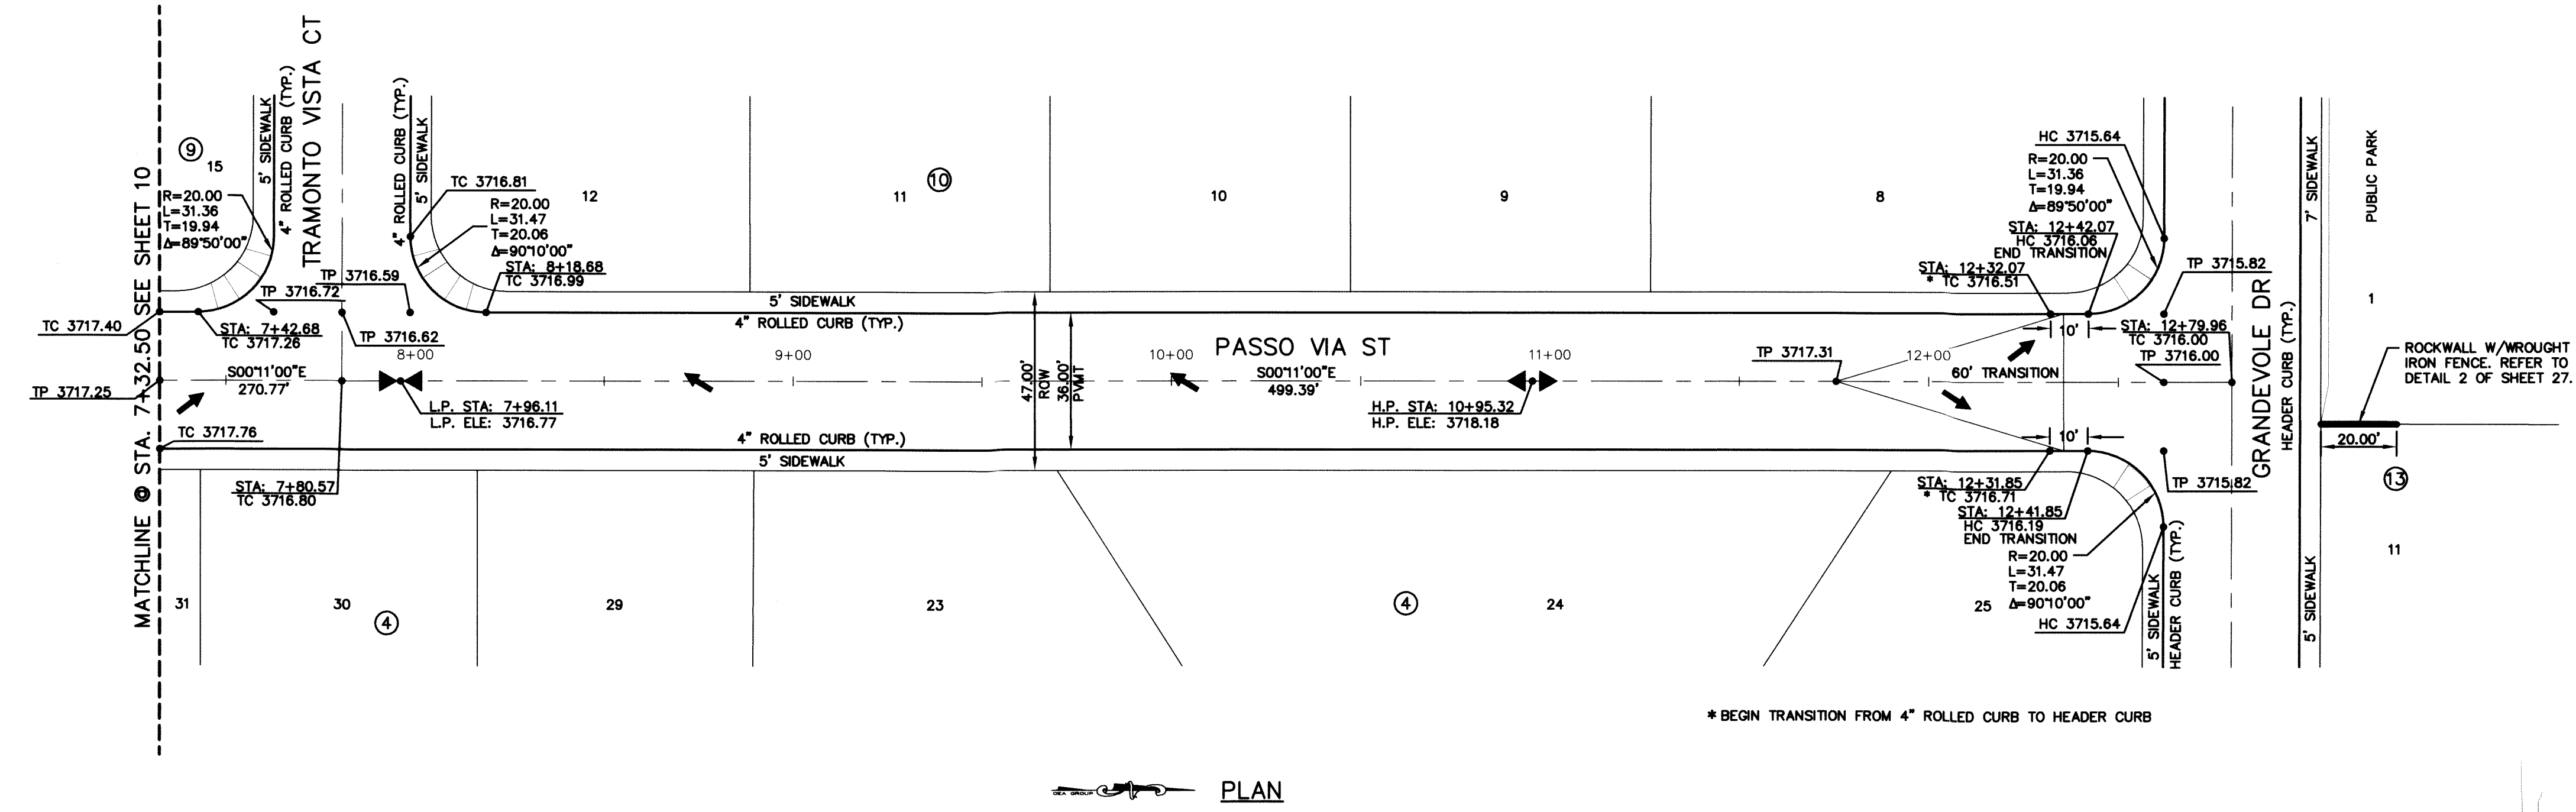 MATCHLINE @ STA. 7+32.50 SEE SHEET 10
9
15
R=20.00
L=31.36
T=19.94
Δ=89°50'00"
5' SIDEWALK
4" ROLLED CURB (TYP.)
TRAMONTO VISTA CT
4" ROLLED CURB (TYP.)
5' SIDEWALK
TC 3716.81
R=20.00
L=31.47
T=20.06
Δ=90°10'00"
STA: 8+18.68
TC 3716.99
TP 3716.59
TP 3716.72
TC 3717.40
STA: 7+42.68
TC 3717.26
TP 3716.62
12
11
10
10
9
8
5' SIDEWALK
4" ROLLED CURB (TYP.)
8+00
9+00
10+00
PASSO VIA ST
11+00
12+00
TP 3717.25
S00°11'00"E
270.77'
L.P. STA: 7+96.11
L.P. ELE: 3716.77
47.00'
ROW
36.00'
PVMT
S00°11'00"E
499.39'
H.P. STA: 10+95.32
H.P. ELE: 3718.18
TP 3717.31
60' TRANSITION
TC 3717.76
4" ROLLED CURB (TYP.)
5' SIDEWALK
STA: 7+80.57
TC 3716.80
31
30
4
29
23
4
24
25
HC 3715.64
R=20.00
L=31.36
T=19.94
Δ=89°50'00"
STA: 12+42.07
HC 3716.06
END TRANSITION
STA: 12+32.07
* TC 3716.51
10'
TP 3715.82
STA: 12+79.96
TC 3716.00
TP 3716.00
10'
STA: 12+31.85
* TC 3716.71
STA: 12+41.85
HC 3716.19
END TRANSITION
R=20.00
L=31.47
T=20.06
Δ=90°10'00"
HC 3715.64
TP 3715.82
5' SIDEWALK
HEADER CURB (TYP.)
GRANDEVOLE DR
HEADER CURB (TYP.)
7' SIDEWALK
5' SIDEWALK
PUBLIC PARK
1
ROCKWALL W/WROUGHT
IRON FENCE. REFER TO
DETAIL 2 OF SHEET 27.
20.00'
13
11
* BEGIN TRANSITION FROM 4" ROLLED CURB TO HEADER CURB
DEA GROUP
PLAN